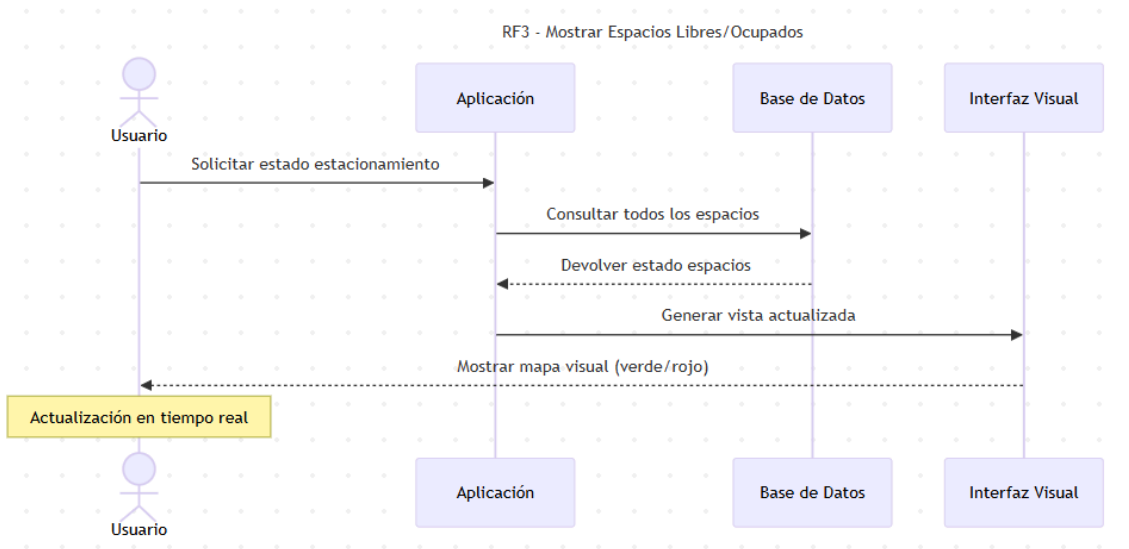 RF3 - Mostrar Espacios Libres/Ocupados
Usuario
Aplicación
Base de Datos
Interfaz Visual
Solicitar estado estacionamiento
Consultar todos los espacios
Devolver estado espacios
Generar vista actualizada
Mostrar mapa visual (verde/rojo)
Actualización en tiempo real
Usuario
Aplicación
Base de Datos
Interfaz Visual